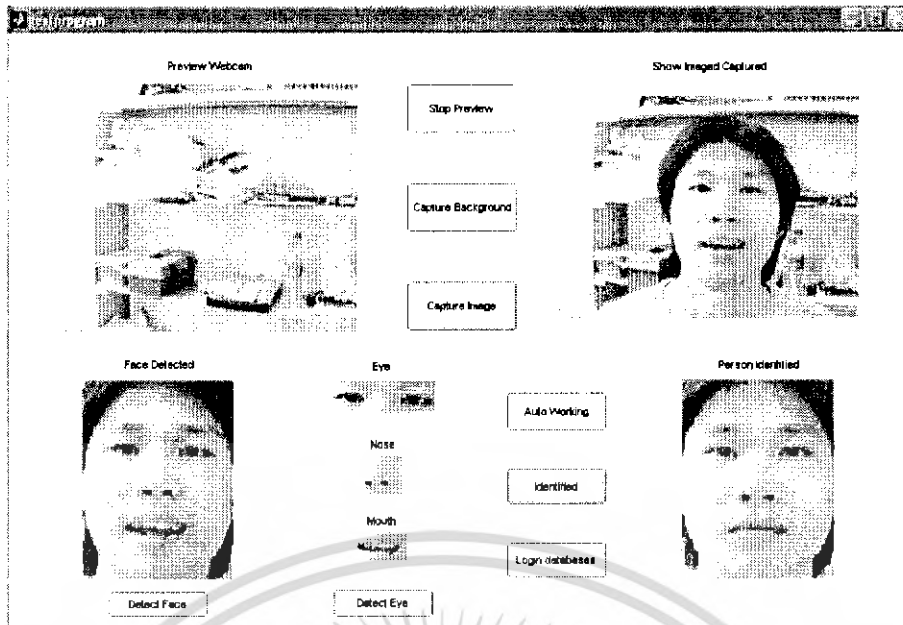 Preview Webcam
Show Imaged Captured
Stop Preview
Capture Background
Capture Image
Face Detected
Eye
Person Identified
Auto Working
Nose
Identified
Mouth
Login databases
Detect Face
Detect Eye